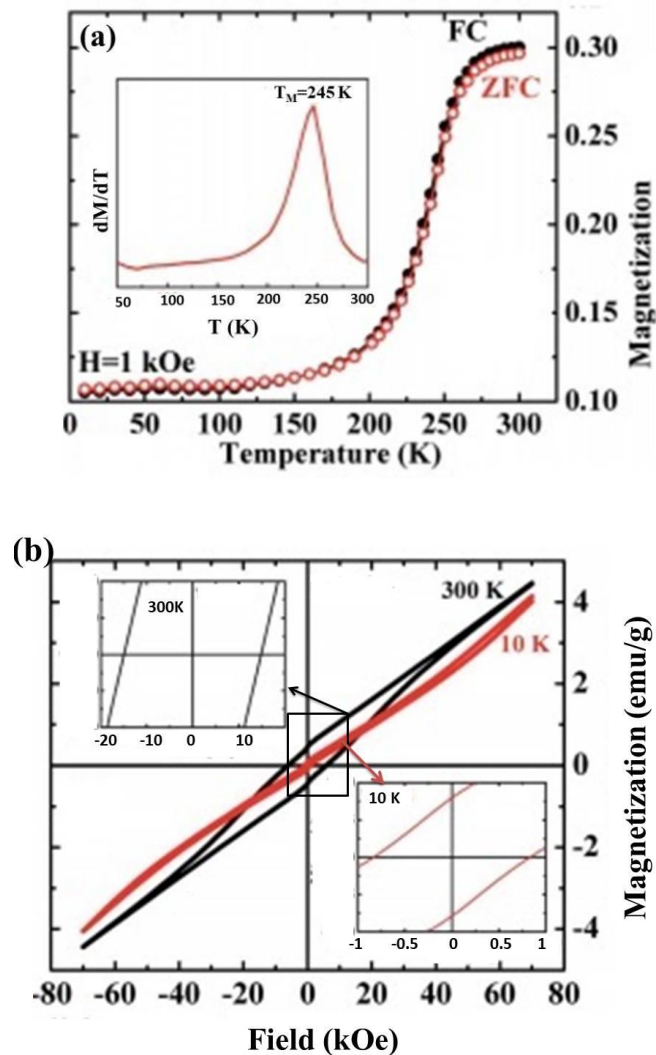 (a)
FC
ZFC
T_M=245 K
dM/dT
50 100 200 250 300
T (K)
H=1 kOe
0.30
0.25
0.15
0.10
Magnetization
0 50 100 150 200 250 300
Temperature (K)
(b)
300K
-20 -10 0 10
300 K
10 K
10 K
-1 -0.5 0 0.5 1
4
2
0
-2
-4
Magnetization (emu/g)
-80 -60 -40 -20 0 20 40 60 80
Field (kOe)